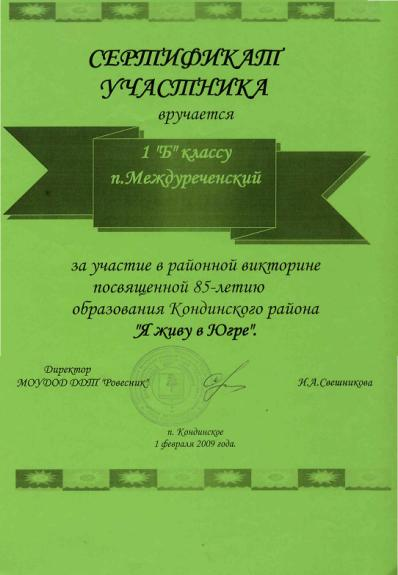 СЕРТИФИКАТ
УЧАСТНИКА
вручается
1 "Б" классу
п.Междуреченский
за участие в районной викторине
посвященной 85-летию
образования Кондинского района
"Я живу в Югре".
Директор
МОУДОД ДДТ "Ровесник"
Н.А.Свешникова
п. Кондинское
1 февраля 2009 года.